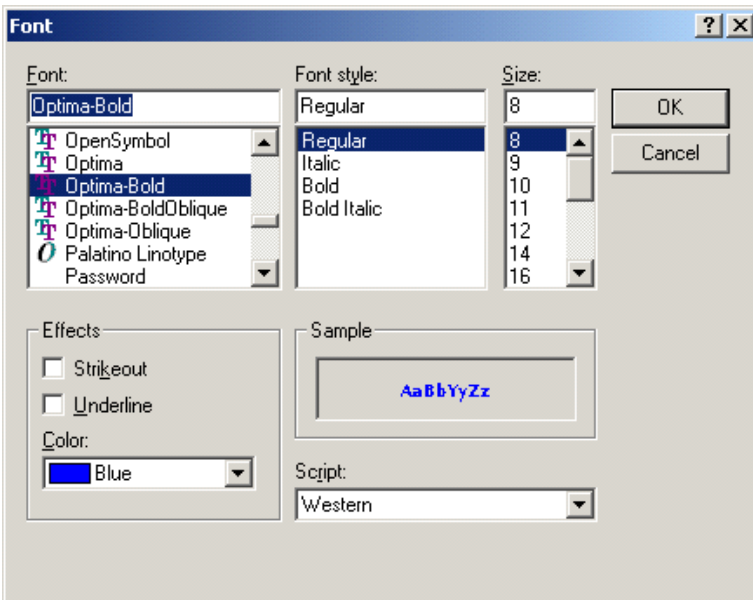 Font
Font:
Optima-Bold
OpenSymbol
Optima
Optima-Bold
Optima-BoldOblique
Optima-Oblique
Palatino Linotype
Password
Font style:
Regular
Regular
Italic
Bold
Bold Italic
Size:
8
8
9
10
11
12
14
16
OK
Cancel
Effects
Strikeout
Underline
Color:
Blue
Sample
AaBbYyZz
Script:
Western